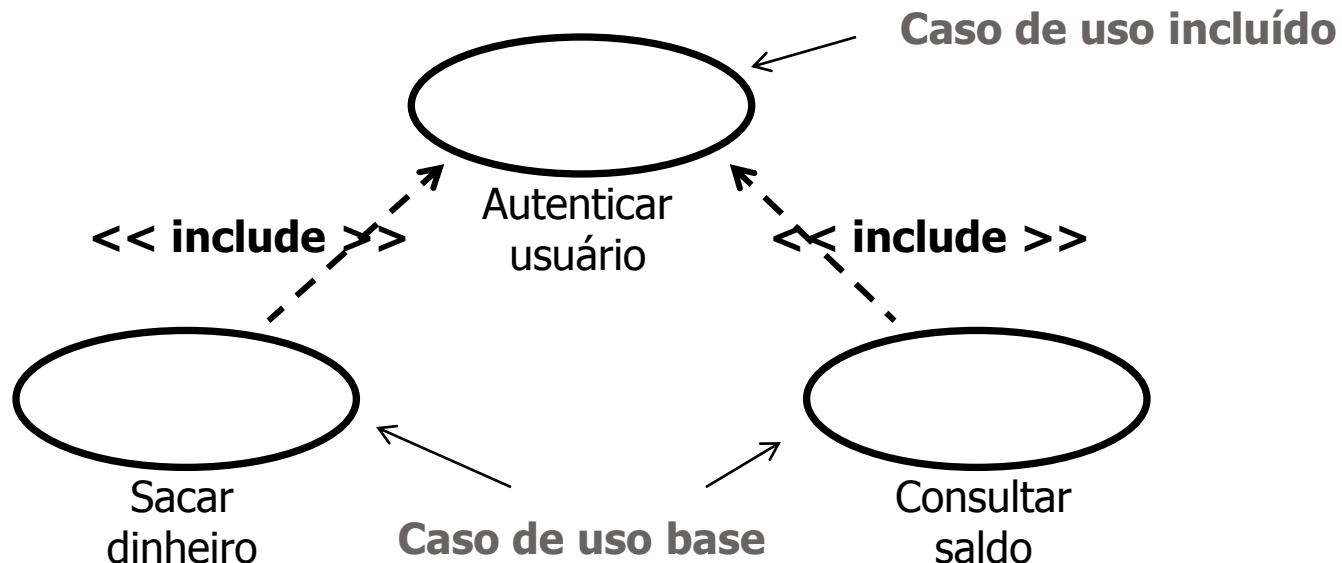 Caso de uso incluído
Autenticar
usuário
<< include >>
<< include >>
Sacar
dinheiro
Caso de uso base
Consultar
saldo